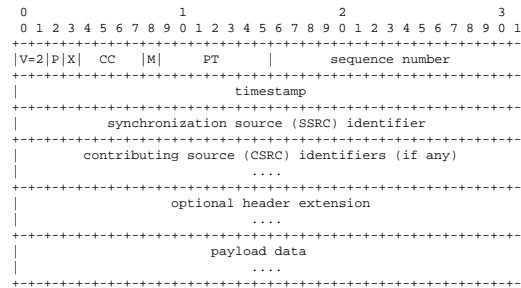 0                   1                   2                   3
0 1 2 3 4 5 6 7 8 9 0 1 2 3 4 5 6 7 8 9 0 1 2 3 4 5 6 7 8 9 0 1
+-+-+-+-+-+-+-+-+-+-+-+-+-+-+-+-+-+-+-+-+-+-+-+-+-+-+-+-+-+-+-+-
|V=2|P|X|  CC   |M|     PT      |       sequence number
+-+-+-+-+-+-+-+-+-+-+-+-+-+-+-+-+-+-+-+-+-+-+-+-+-+-+-+-+-+-+-+-
|                           timestamp
+-+-+-+-+-+-+-+-+-+-+-+-+-+-+-+-+-+-+-+-+-+-+-+-+-+-+-+-+-+-+-+-
|           synchronization source (SSRC) identifier
+-+-+-+-+-+-+-+-+-+-+-+-+-+-+-+-+-+-+-+-+-+-+-+-+-+-+-+-+-+-+-+-
|        contributing source (CSRC) identifiers (if any)
|                             ....
+-+-+-+-+-+-+-+-+-+-+-+-+-+-+-+-+-+-+-+-+-+-+-+-+-+-+-+-+-+-+-+-
|                   optional header extension
|                             ....
+-+-+-+-+-+-+-+-+-+-+-+-+-+-+-+-+-+-+-+-+-+-+-+-+-+-+-+-+-+-+-+-
|                        payload data
|                             ....
+-+-+-+-+-+-+-+-+-+-+-+-+-+-+-+-+-+-+-+-+-+-+-+-+-+-+-+-+-+-+-+-